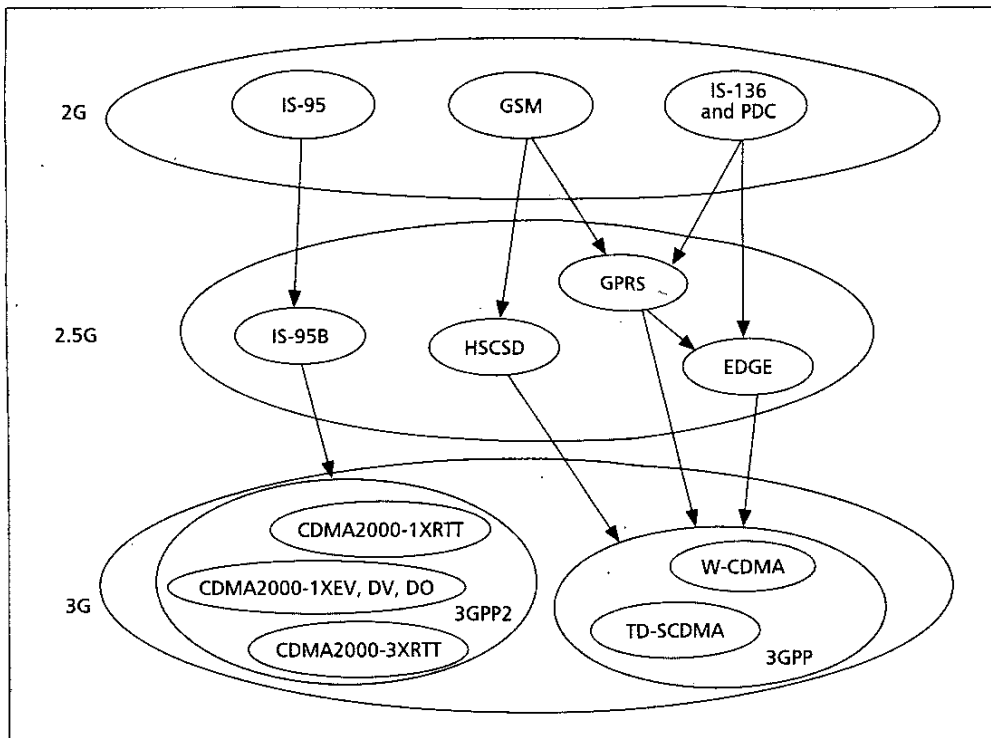 2G
IS-95
GSM
IS-136
and PDC
2.5G
GPRS
IS-95B
HSCSD
EDGE
3G
CDMA2000-1XRTT
CDMA2000-1XEV, DV, DO
3GPP2
CDMA2000-3XRTT
W-CDMA
TD-SCDMA
3GPP